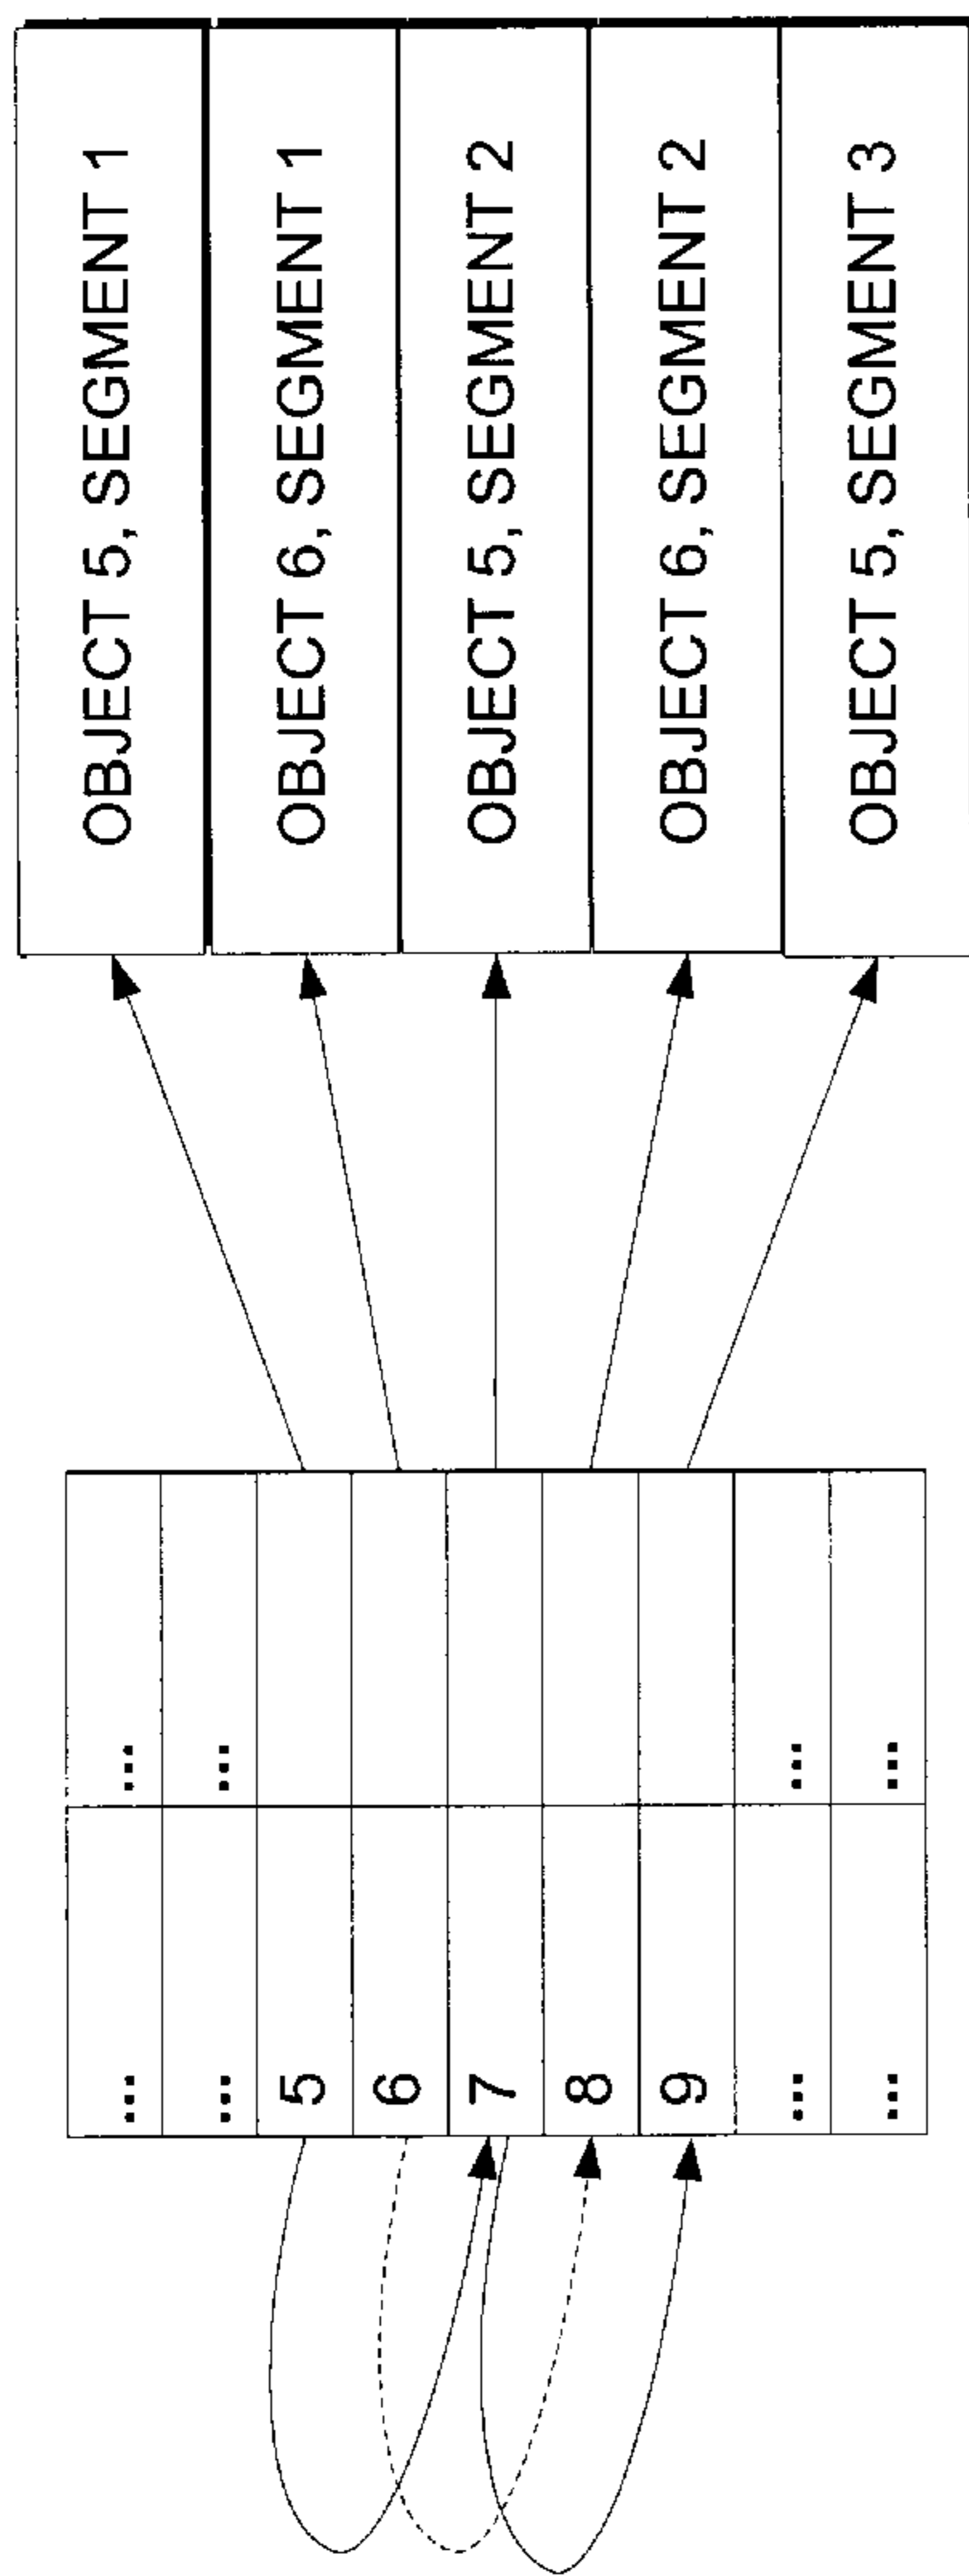 ... ...
... ...
5
6
7
8
9
... ...
... ...
OBJECT 5, SEGMENT 1
OBJECT 6, SEGMENT 1
OBJECT 5, SEGMENT 2
OBJECT 6, SEGMENT 2
OBJECT 5, SEGMENT 3